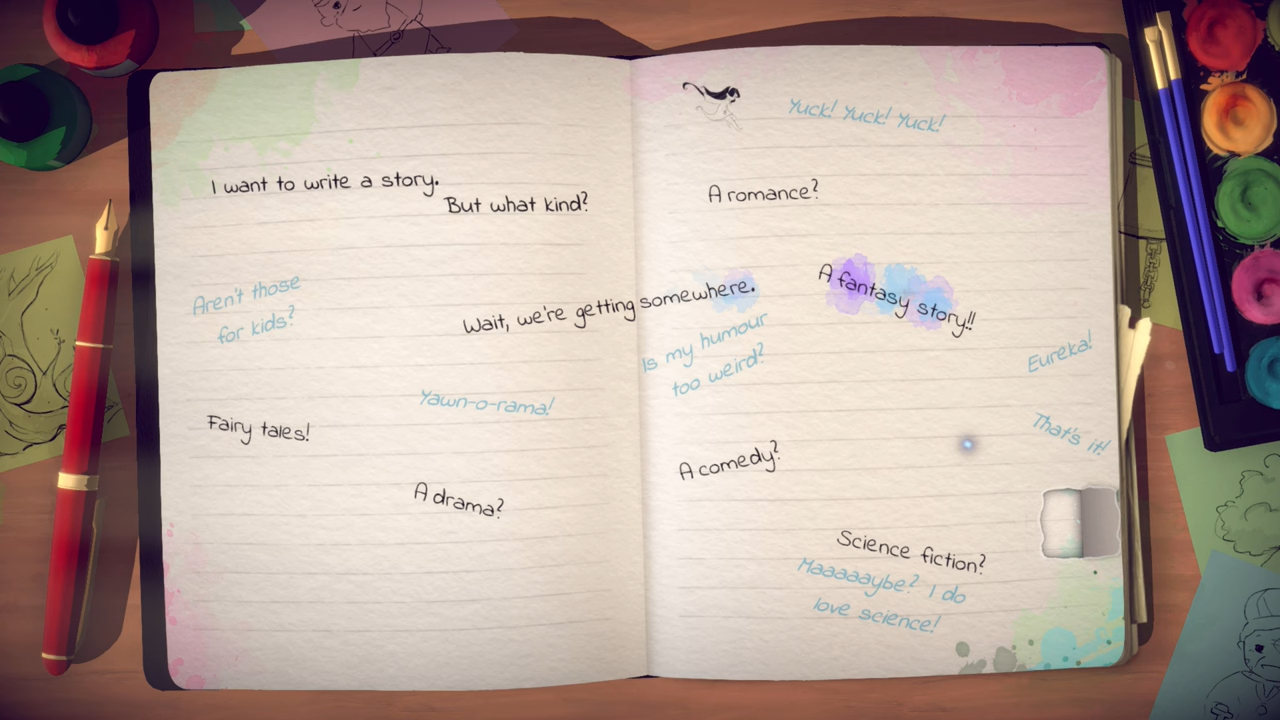 I want to write a story.
But what kind?
Aren't those
for kids?
Fairy tales!
Yawn-o-rama!
A drama?
Wait, we're getting somewhere.
Yuck! Yuck! Yuck!
A romance?
A fantasy story!!
Is my humour
too weird?
A comedy?
Eureka!
That's it!
Science fiction?
Maaaaaybe? I do
love science!